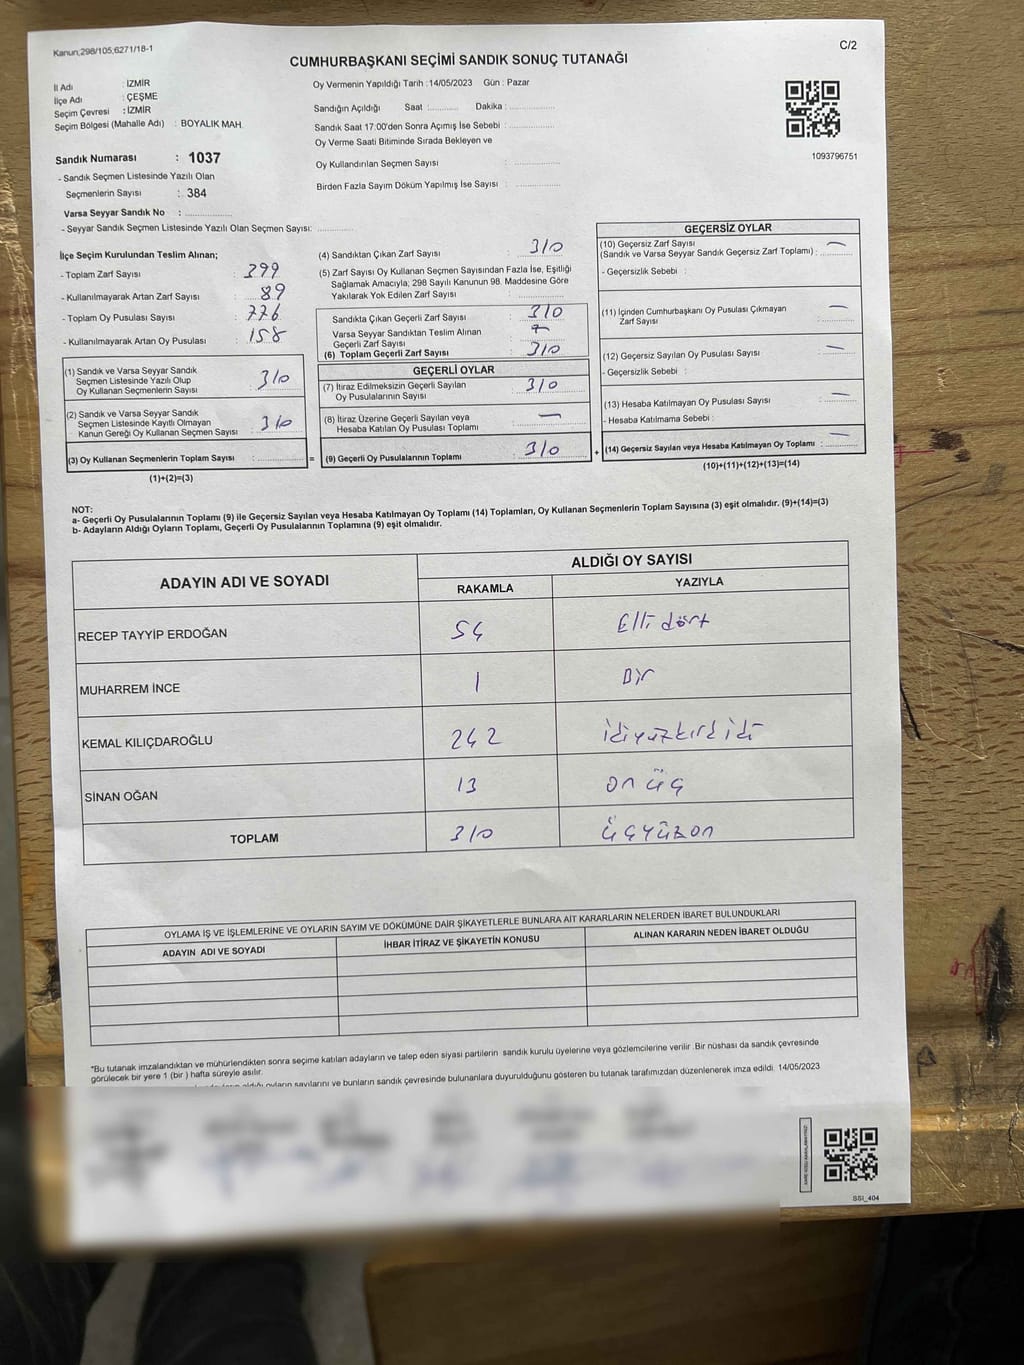 Kanun;298/105;6271/18-1
C/2
CUMHURBAŞKANI SEÇİMİ SANDIK SONUÇ TUTANAĞI
İl Adı : İZMİR
İlçe Adı : ÇEŞME
Seçim Çevresi : İZMİR
Seçim Bölgesi (Mahalle Adı) : BOYALIK MAH.
Oy Vermenin Yapıldığı Tarih :14/05/2023 Gün : Pazar
Sandığın Açıldığı Saat :.......... Dakika :..........
Sandık Saat 17:00'den Sonra Açımış İse Sebebi :..........
Oy Verme Saati Bitiminde Sırada Bekleyen ve
Oy Kullandırılan Seçmen Sayısı :..........
Birden Fazla Sayım Döküm Yapılmış İse Sayısı :..........
1093796751
Sandık Numarası : 1037
- Sandık Seçmen Listesinde Yazılı Olan
Seçmenlerin Sayısı : 384
Varsa Seyyar Sandık No :..........
- Seyyar Sandık Seçmen Listesinde Yazılı Olan Seçmen Sayısı: ..........
İlçe Seçim Kurulundan Teslim Alınan;
- Toplam Zarf Sayısı : 399
- Kullanılmayarak Artan Zarf Sayısı : 89
- Toplam Oy Pusulası Sayısı : 776
- Kullanılmayarak Artan Oy Pusulası : 158
(1) Sandık ve Varsa Seyyar Sandık
Seçmen Listesinde Yazılı Olup
Oy Kullanan Seçmenlerin Sayısı : 310
(2) Sandık ve Varsa Seyyar Sandık
Seçmen Listesinde Kayıtlı Olmayan
Kanun Gereği Oy Kullanan Seçmen Sayısı : 310
(3) Oy Kullanan Seçmenlerin Toplam Sayısı :..........
(1)+(2)=(3)
(4) Sandıktan Çıkan Zarf Sayısı : 310
(5) Zarf Sayısı Oy Kullanan Seçmen Sayısından Fazla İse, Eşitliği
Sağlamak Amacıyla; 298 Sayılı Kanunun 98. Maddesine Göre
Yakılarak Yok Edilen Zarf Sayısı :..........
Sandıkta Çıkan Geçerli Zarf Sayısı : 310
Varsa Seyyar Sandıktan Teslim Alınan
Geçerli Zarf Sayısı :
(6) Toplam Geçerli Zarf Sayısı : 310
GEÇERLİ OYLAR
(7) İtiraz Edilmeksizin Geçerli Sayılan
Oy Pusulalarının Sayısı : 310
(8) İtiraz Üzerine Geçerli Sayılan veya
Hesaba Katılan Oy Pusulası Toplamı : —
= (9) Geçerli Oy Pusulalarının Toplamı : 310
GEÇERSİZ OYLAR
(10) Geçersiz Zarf Sayısı
(Sandık ve Varsa Seyyar Sandık Geçersiz Zarf Toplamı) : —
- Geçersizlik Sebebi :
(11) İçinden Cumhurbaşkanı Oy Pusulası Çıkmayan
Zarf Sayısı : —
(12) Geçersiz Sayılan Oy Pusulası Sayısı : —
- Geçersizlik Sebebi :
(13) Hesaba Katılmayan Oy Pusulası Sayısı : —
- Hesaba Katılmama Sebebi :
+ (14) Geçersiz Sayılan veya Hesaba Katılmayan Oy Toplamı : —
(10)+(11)+(12)+(13)=(14)
NOT:
a- Geçerli Oy Pusulalarının Toplamı (9) ile Geçersiz Sayılan veya Hesaba Katılmayan Oy Toplamı (14) Toplamları, Oy Kullanan Seçmenlerin Toplam Sayısına (3) eşit olmalıdır. (9)+(14)=(3)
b- Adayların Aldığı Oyların Toplamı, Geçerli Oy Pusulalarının Toplamına (9) eşit olmalıdır.
ADAYIN ADI VE SOYADI
ALDIĞI OY SAYISI
RAKAMLA YAZIYLA
RECEP TAYYİP ERDOĞAN 54 Elli dört
MUHARREM İNCE 1 Bir
KEMAL KILIÇDAROĞLU 242 ikiyüzkırkiki
SİNAN OĞAN 13 on üç
TOPLAM 310 üçyüzon
OYLAMA İŞ VE İŞLEMLERİNE VE OYLARIN SAYIM VE DÖKÜMÜNE DAİR ŞİKAYETLERLE BUNLARA AİT KARARLARIN NELERDEN İBARET BULUNDUKLARI
ADAYIN ADI VE SOYADI İHBAR İTİRAZ VE ŞİKAYETİN KONUSU ALINAN KARARIN NEDEN İBARET OLDUĞU
*Bu tutanak imzalandıktan ve mühürlendikten sonra seçime katılan adayların ve talep eden siyasi partilerin sandık kurulu üyelerine veya gözlemcilerine verilir .Bir nüshası da sandık çevresinde
görülecek bir yere 1 (bir ) hafta süreyle asılır.
aldığı oyların sayılarını ve bunların sandık çevresinde bulunanlara duyurulduğunu gösteren bu tutanak tarafımızdan düzenlenerek imza edildi. 14/05/2023
SSI_404